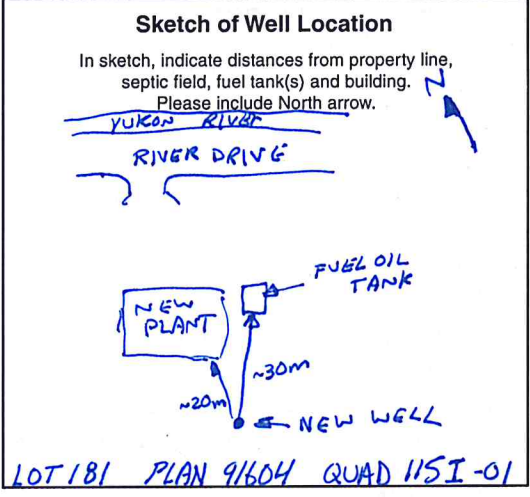 Sketch of Well Location
In sketch, indicate distances from property line,
septic field, fuel tank(s) and building.
Please include North arrow.
N
YUKON RIVER
RIVER DRIVE
FUEL OIL
TANK
NEW
PLANT
~30m
~20m
NEW WELL
LOT 181 PLAN 91604 QUAD 115I-01